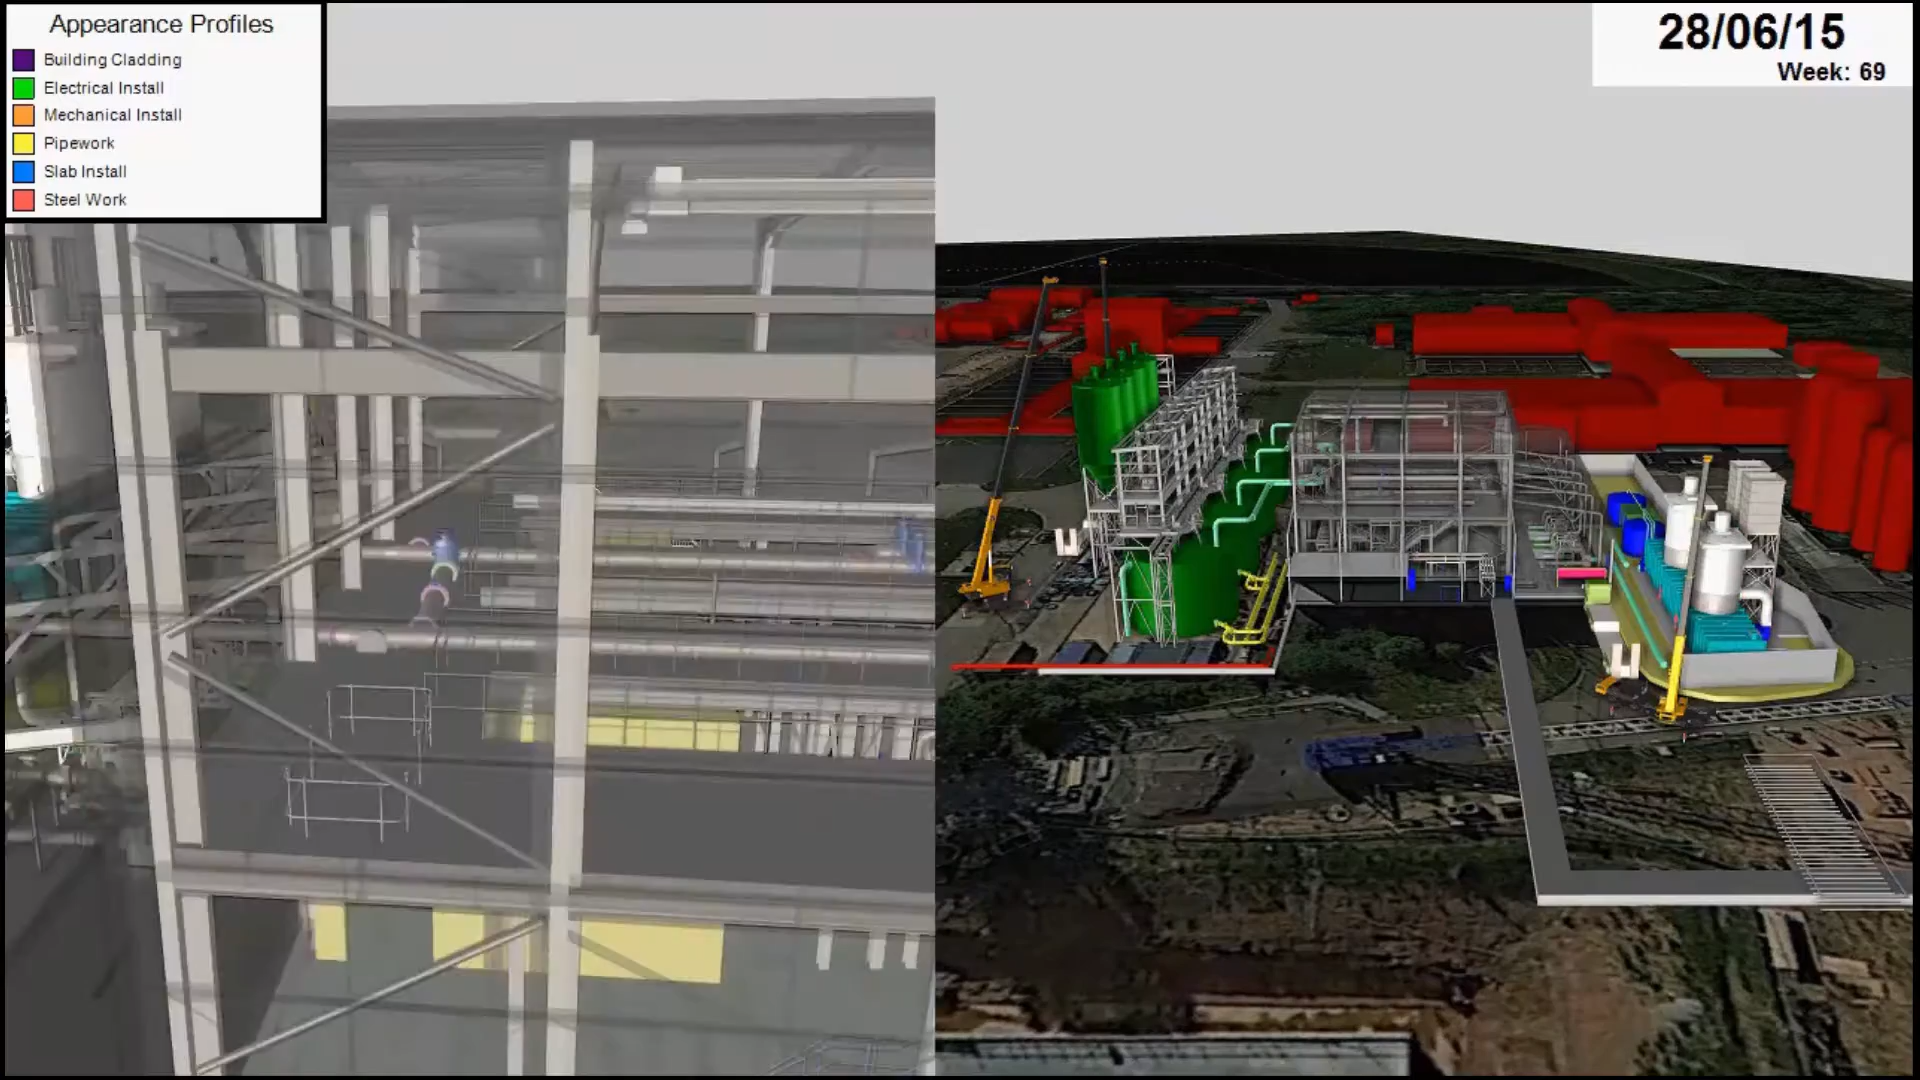 Appearance Profiles
Building Cladding
Electrical Install
Mechanical Install
Pipework
Slab Install
Steel Work
28/06/15
Week: 69